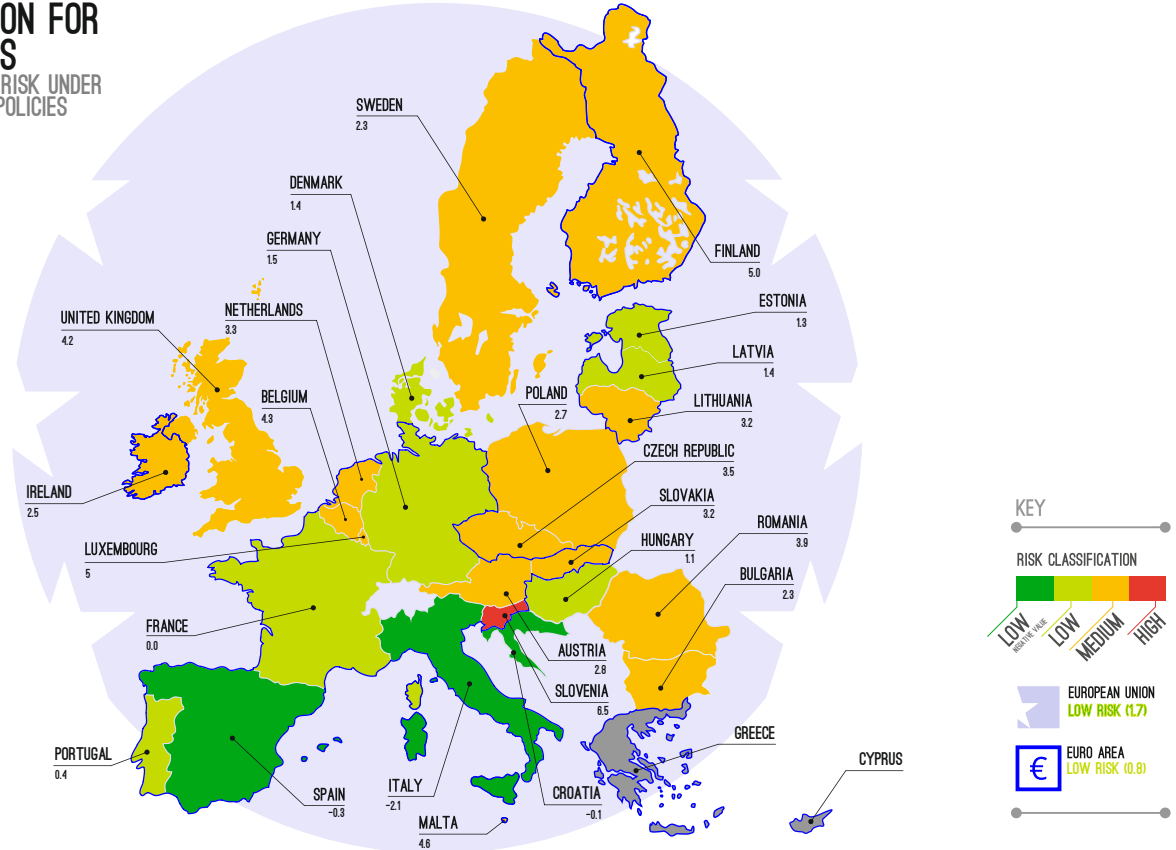 ON FOR
S
RISK UNDER
POLICIES
SWEDEN
2.3
DENMARK
1.4
GERMANY
1.5
FINLAND
5.0
NETHERLANDS
3.3
UNITED KINGDOM
4.2
ESTONIA
1.3
LATVIA
1.4
BELGIUM
4.3
POLAND
2.7
LITHUANIA
3.2
CZECH REPUBLIC
3.5
IRELAND
2.5
SLOVAKIA
3.2
ROMANIA
3.9
LUXEMBOURG
5
HUNGARY
1.1
BULGARIA
2.3
FRANCE
0.0
AUSTRIA
2.8
SLOVENIA
6.5
GREECE
PORTUGAL
0.4
CYPRUS
SPAIN
-0.3
ITALY
-2.1
CROATIA
-0.1
MALTA
4.6
KEY
RISK CLASSIFICATION
LOW
NEGATIVE VALUE
LOW
MEDIUM
HIGH
EUROPEAN UNION
LOW RISK (1.7)
€
EURO AREA
LOW RISK (0.8)